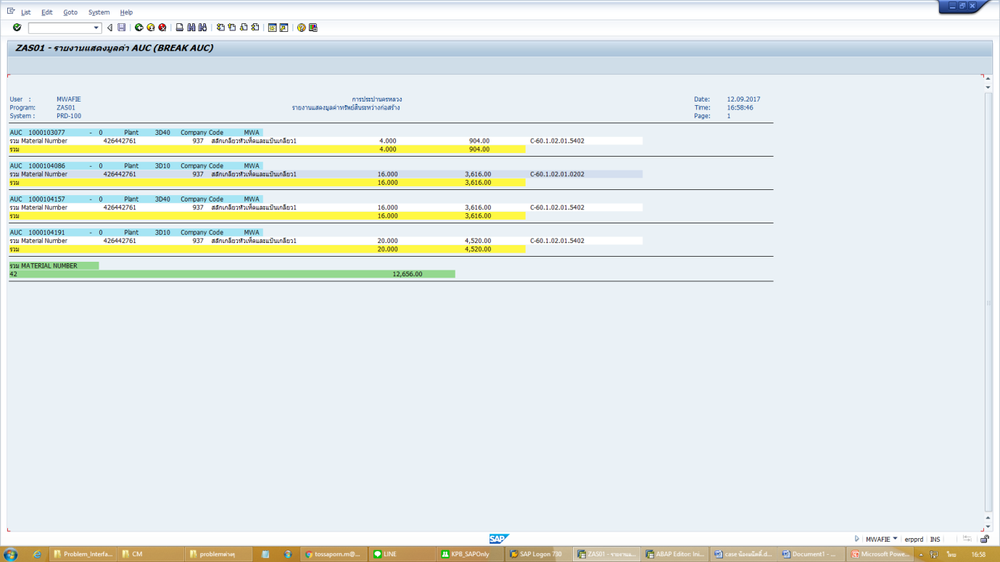 List Edit Goto System Help
ZAS01 - รายงานแสดงมูลค่า AUC (BREAK AUC)
User : MWAFIE การประปานครหลวง Date: 12.09.2017
Program: ZAS01 รายงานแสดงมูลค่าทรัพย์สินระหว่างก่อสร้าง Time: 16:58:46
System : PRD-100 Page: 1
AUC 1000103077 - 0 Plant 3D40 Company Code MWA
รวม Material Number 426442761 937 สลักเกลียวหัวเห็ดและแป้นเกลียว1 4.000 904.00 C-60.1.02.01.5402
รวม 4.000 904.00
AUC 1000104086 - 0 Plant 3D10 Company Code MWA
รวม Material Number 426442761 937 สลักเกลียวหัวเห็ดและแป้นเกลียว1 16.000 3,616.00 C-60.1.02.01.0202
รวม 16.000 3,616.00
AUC 1000104157 - 0 Plant 3D40 Company Code MWA
รวม Material Number 426442761 937 สลักเกลียวหัวเห็ดและแป้นเกลียว1 16.000 3,616.00 C-60.1.02.01.5402
รวม 16.000 3,616.00
AUC 1000104191 - 0 Plant 3D10 Company Code MWA
รวม Material Number 426442761 937 สลักเกลียวหัวเห็ดและแป้นเกลียว1 20.000 4,520.00 C-60.1.02.01.5402
รวม 20.000 4,520.00
รวม MATERIAL NUMBER
42 12,656.00
SAP MWAFIE erpprd INS
Problem_Interfa... CM problemต่างๆ tossaporn.m@... LINE KPB_SAPOnly SAP Logon 730 ZAS01 - รายงานแ... ABAP Editor: Ini... Document1 - ... Microsoft Powe... ไทย 16:58